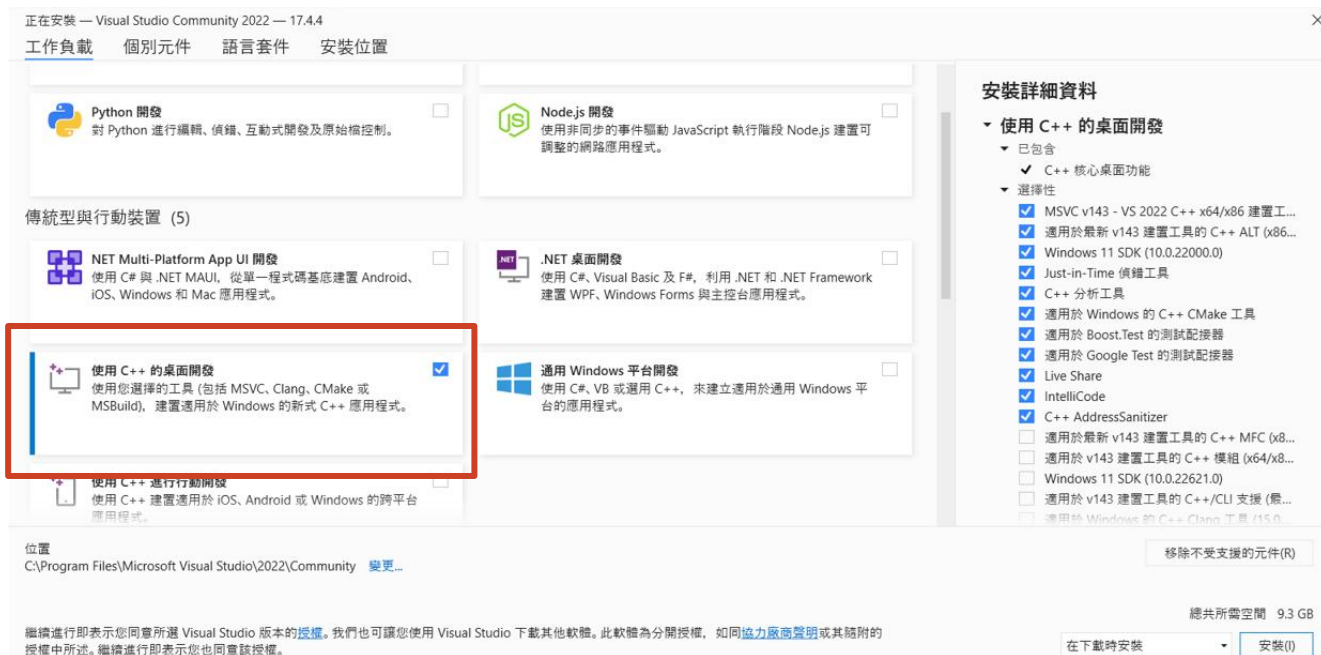 正在安裝 — Visual Studio Community 2022 — 17.4.4
工作負載 個別元件 語言套件 安裝位置
Python 開發
對 Python 進行編輯、偵錯、互動式開發及原始檔控制。
Node.js 開發
使用非同步的事件驅動 JavaScript 執行階段 Node.js 建置可
調整的網路應用程式。
傳統型與行動裝置 (5)
.NET Multi-Platform App UI 開發
使用 C# 與 .NET MAUI，從單一程式碼基底建置 Android、
iOS、Windows 和 Mac 應用程式。
.NET 桌面開發
使用 C#、Visual Basic 及 F#，利用 .NET 和 .NET Framework
建置 WPF、Windows Forms 與主控台應用程式。
使用 C++ 的桌面開發
使用您選擇的工具 (包括 MSVC、Clang、CMake 或
MSBuild)，建置適用於 Windows 的新式 C++ 應用程式。
通用 Windows 平台開發
使用 C#、VB 或選用 C++，來建立適用於通用 Windows 平
台的應用程式。
使用 C++ 進行行動開發
使用 C++ 建置適用於 iOS、Android 或 Windows 的跨平台
應用程式。
安裝詳細資料
使用 C++ 的桌面開發
已包含
C++ 核心桌面功能
選擇性
MSVC v143 - VS 2022 C++ x64/x86 建置工...
適用於最新 v143 建置工具的 C++ ALT (x86...
Windows 11 SDK (10.0.22000.0)
Just-in-Time 偵錯工具
C++ 分析工具
適用於 Windows 的 C++ CMake 工具
適用於 Boost.Test 的測試配接器
適用於 Google Test 的測試配接器
Live Share
IntelliCode
C++ AddressSanitizer
適用於最新 v143 建置工具的 C++ MFC (x8...
適用於 v143 建置工具的 C++ 模組 (x64/x8...
Windows 11 SDK (10.0.22621.0)
適用於 v143 建置工具的 C++/CLI 支援 (最...
適用於 Windows 的 C++ Clang 工具 (15.0...
位置
C:\Program Files\Microsoft Visual Studio\2022\Community 變更...
移除不受支援的元件(R)
總共所需空間 9.3 GB
繼續進行即表示您同意所選 Visual Studio 版本的授權。我們也可讓您使用 Visual Studio 下載其他軟體。此軟體為分開授權，如同協力廠商聲明或其隨附的
授權中所述。繼續進行即表示您也同意該授權。
在下載時安裝
安裝(I)